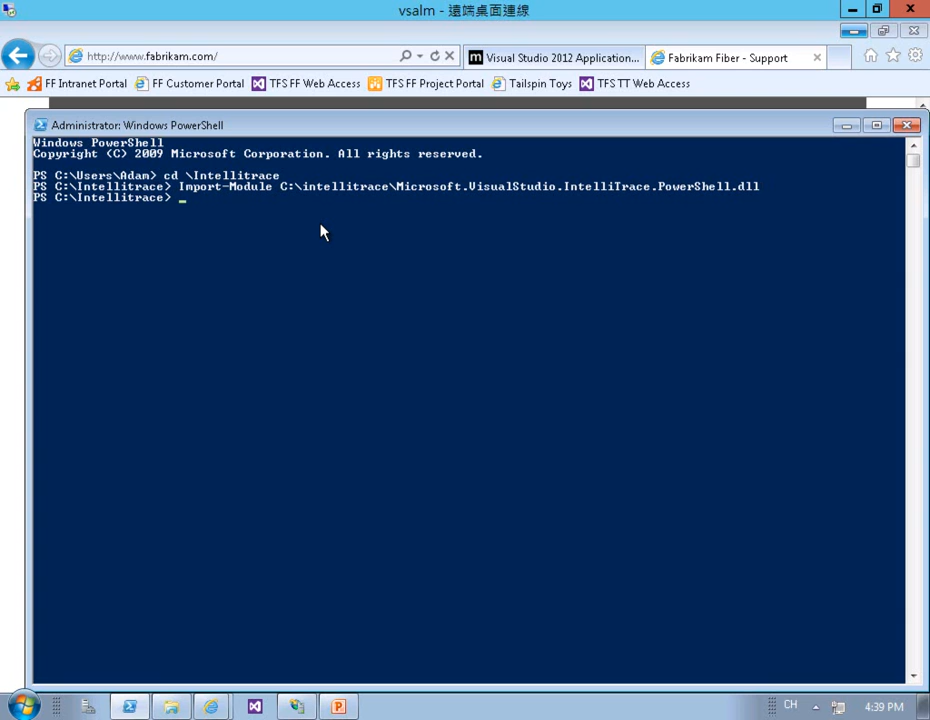 vsalm - 遠端桌面連線
http://www.fabrikam.com/
Visual Studio 2012 Application...
Fabrikam Fiber - Support
FF Intranet Portal
FF Customer Portal
TFS FF Web Access
TFS FF Project Portal
Tailspin Toys
TFS TT Web Access
Administrator: Windows PowerShell
Windows PowerShell
Copyright (C) 2009 Microsoft Corporation. All rights reserved.
PS C:\Users\Adam> cd \Intellitrace
PS C:\Intellitrace> Import-Module C:\intellitrace\Microsoft.VisualStudio.IntelliTrace.PowerShell.dll
PS C:\Intellitrace> _
CH
4:39 PM